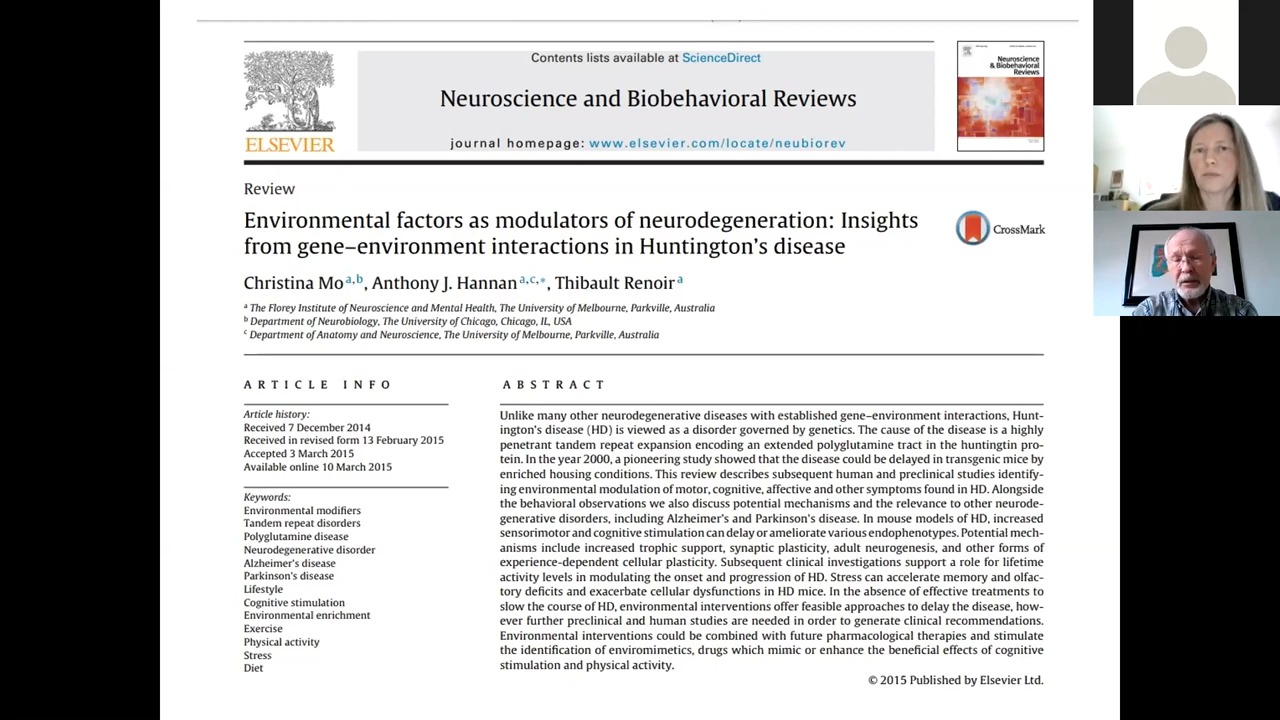 Contents lists available at ScienceDirect
Neuroscience and Biobehavioral Reviews
journal homepage: www.elsevier.com/locate/neubiorev
ELSEVIER
Neuroscience
& Biobehavioral
Reviews
Review
Environmental factors as modulators of neurodegeneration: Insights
from gene–environment interactions in Huntington's disease
CrossMark
Christina Mo a,b, Anthony J. Hannan a,c,*, Thibault Renoir a
a The Florey Institute of Neuroscience and Mental Health, The University of Melbourne, Parkville, Australia
b Department of Neurobiology, The University of Chicago, Chicago, IL, USA
c Department of Anatomy and Neuroscience, The University of Melbourne, Parkville, Australia
ARTICLE INFO
Article history:
Received 7 December 2014
Received in revised form 13 February 2015
Accepted 3 March 2015
Available online 10 March 2015
Keywords:
Environmental modifiers
Tandem repeat disorders
Polyglutamine disease
Neurodegenerative disorder
Alzheimer's disease
Parkinson's disease
Lifestyle
Cognitive stimulation
Environmental enrichment
Exercise
Physical activity
Stress
Diet
ABSTRACT
Unlike many other neurodegenerative diseases with established gene–environment interactions, Hunt-
ington's disease (HD) is viewed as a disorder governed by genetics. The cause of the disease is a highly
penetrant tandem repeat expansion encoding an extended polyglutamine tract in the huntingtin pro-
tein. In the year 2000, a pioneering study showed that the disease could be delayed in transgenic mice by
enriched housing conditions. This review describes subsequent human and preclinical studies identify-
ing environmental modulation of motor, cognitive, affective and other symptoms found in HD. Alongside
the behavioral observations we also discuss potential mechanisms and the relevance to other neurode-
generative disorders, including Alzheimer's and Parkinson's disease. In mouse models of HD, increased
sensorimotor and cognitive stimulation can delay or ameliorate various endophenotypes. Potential mech-
anisms include increased trophic support, synaptic plasticity, adult neurogenesis, and other forms of
experience-dependent cellular plasticity. Subsequent clinical investigations support a role for lifetime
activity levels in modulating the onset and progression of HD. Stress can accelerate memory and olfac-
tory deficits and exacerbate cellular dysfunctions in HD mice. In the absence of effective treatments to
slow the course of HD, environmental interventions offer feasible approaches to delay the disease, how-
ever further preclinical and human studies are needed in order to generate clinical recommendations.
Environmental interventions could be combined with future pharmacological therapies and stimulate
the identification of enviromimetics, drugs which mimic or enhance the beneficial effects of cognitive
stimulation and physical activity.
© 2015 Published by Elsevier Ltd.